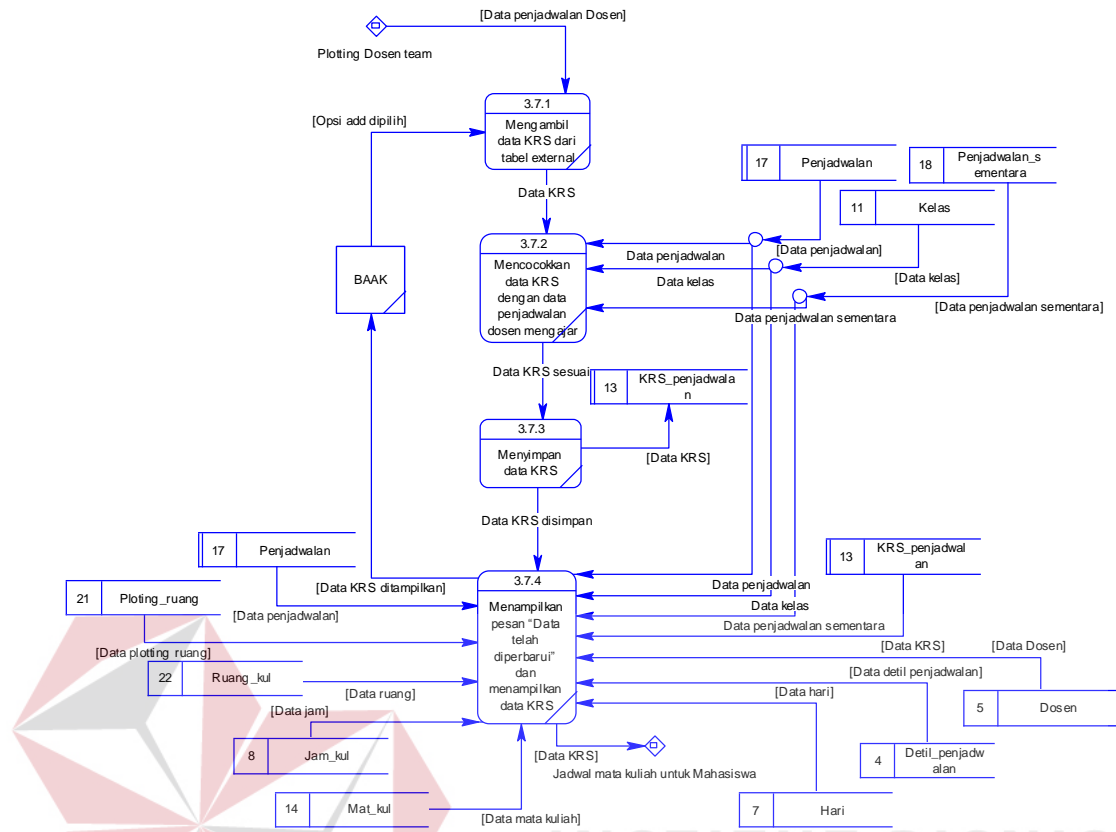 [Data penjadwalan Dosen]
Plotting Dosen team
3.7.1
Mengambil
data KRS dari
tabel external
[Opsi add dipilih]
Data KRS
17
Penjadwalan
18
Penjadwalan_s
ementara
11
Kelas
3.7.2
Mencocokkan
data KRS
dengan data
penjadwalan
dosen mengajar
Data penjadwalan
[Data penjadwalan]
Data kelas
[Data kelas]
Data penjadwalan sementara
[Data penjadwalan sementara]
BAAK
Data KRS sesuai
13
KRS_penjadwala
n
3.7.3
Menyimpan
data KRS
[Data KRS]
Data KRS disimpan
17
Penjadwalan
13
KRS_penjadwal
an
[Data KRS ditampilkan]
21
Ploting_ruang
[Data penjadwalan]
3.7.4
Menampilkan
pesan “Data
telah
diperbarui”
dan
menampilkan
data KRS
Data penjadwalan
Data kelas
Data penjadwalan sementara
[Data plotting ruang]
22
Ruang_kul
[Data ruang]
[Data KRS]
[Data Dosen]
[Data detil penjadwalan]
[Data hari]
5
Dosen
[Data jam]
8
Jam_kul
[Data KRS]
Jadwal mata kuliah untuk Mahasiswa
4
Detil_penjadw
alan
14
Mat_kul
[Data mata kuliah]
7
Hari